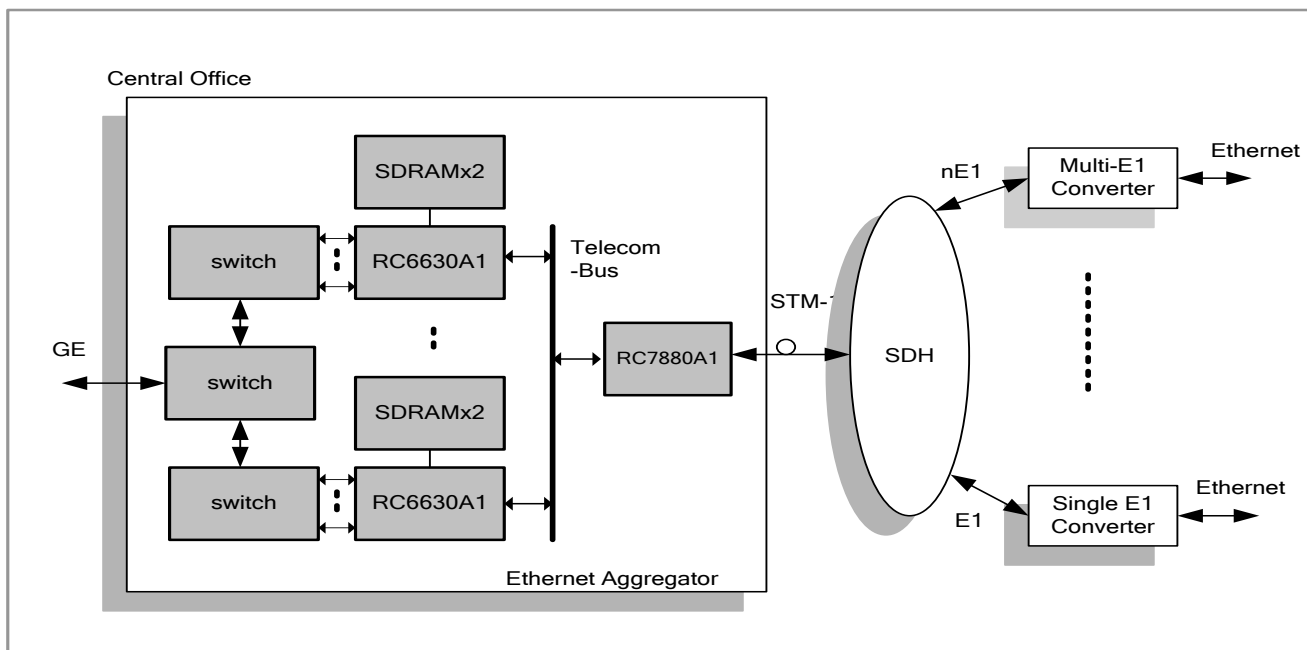 Central Office
SDRAMx2
switch
RC6630A1
Telecom
-Bus
GE
switch
SDRAMx2
RC7880A1
STM-1
switch
RC6630A1
Ethernet Aggregator
SDH
nE1
Multi-E1
Converter
Ethernet
E1
Single E1
Converter
Ethernet